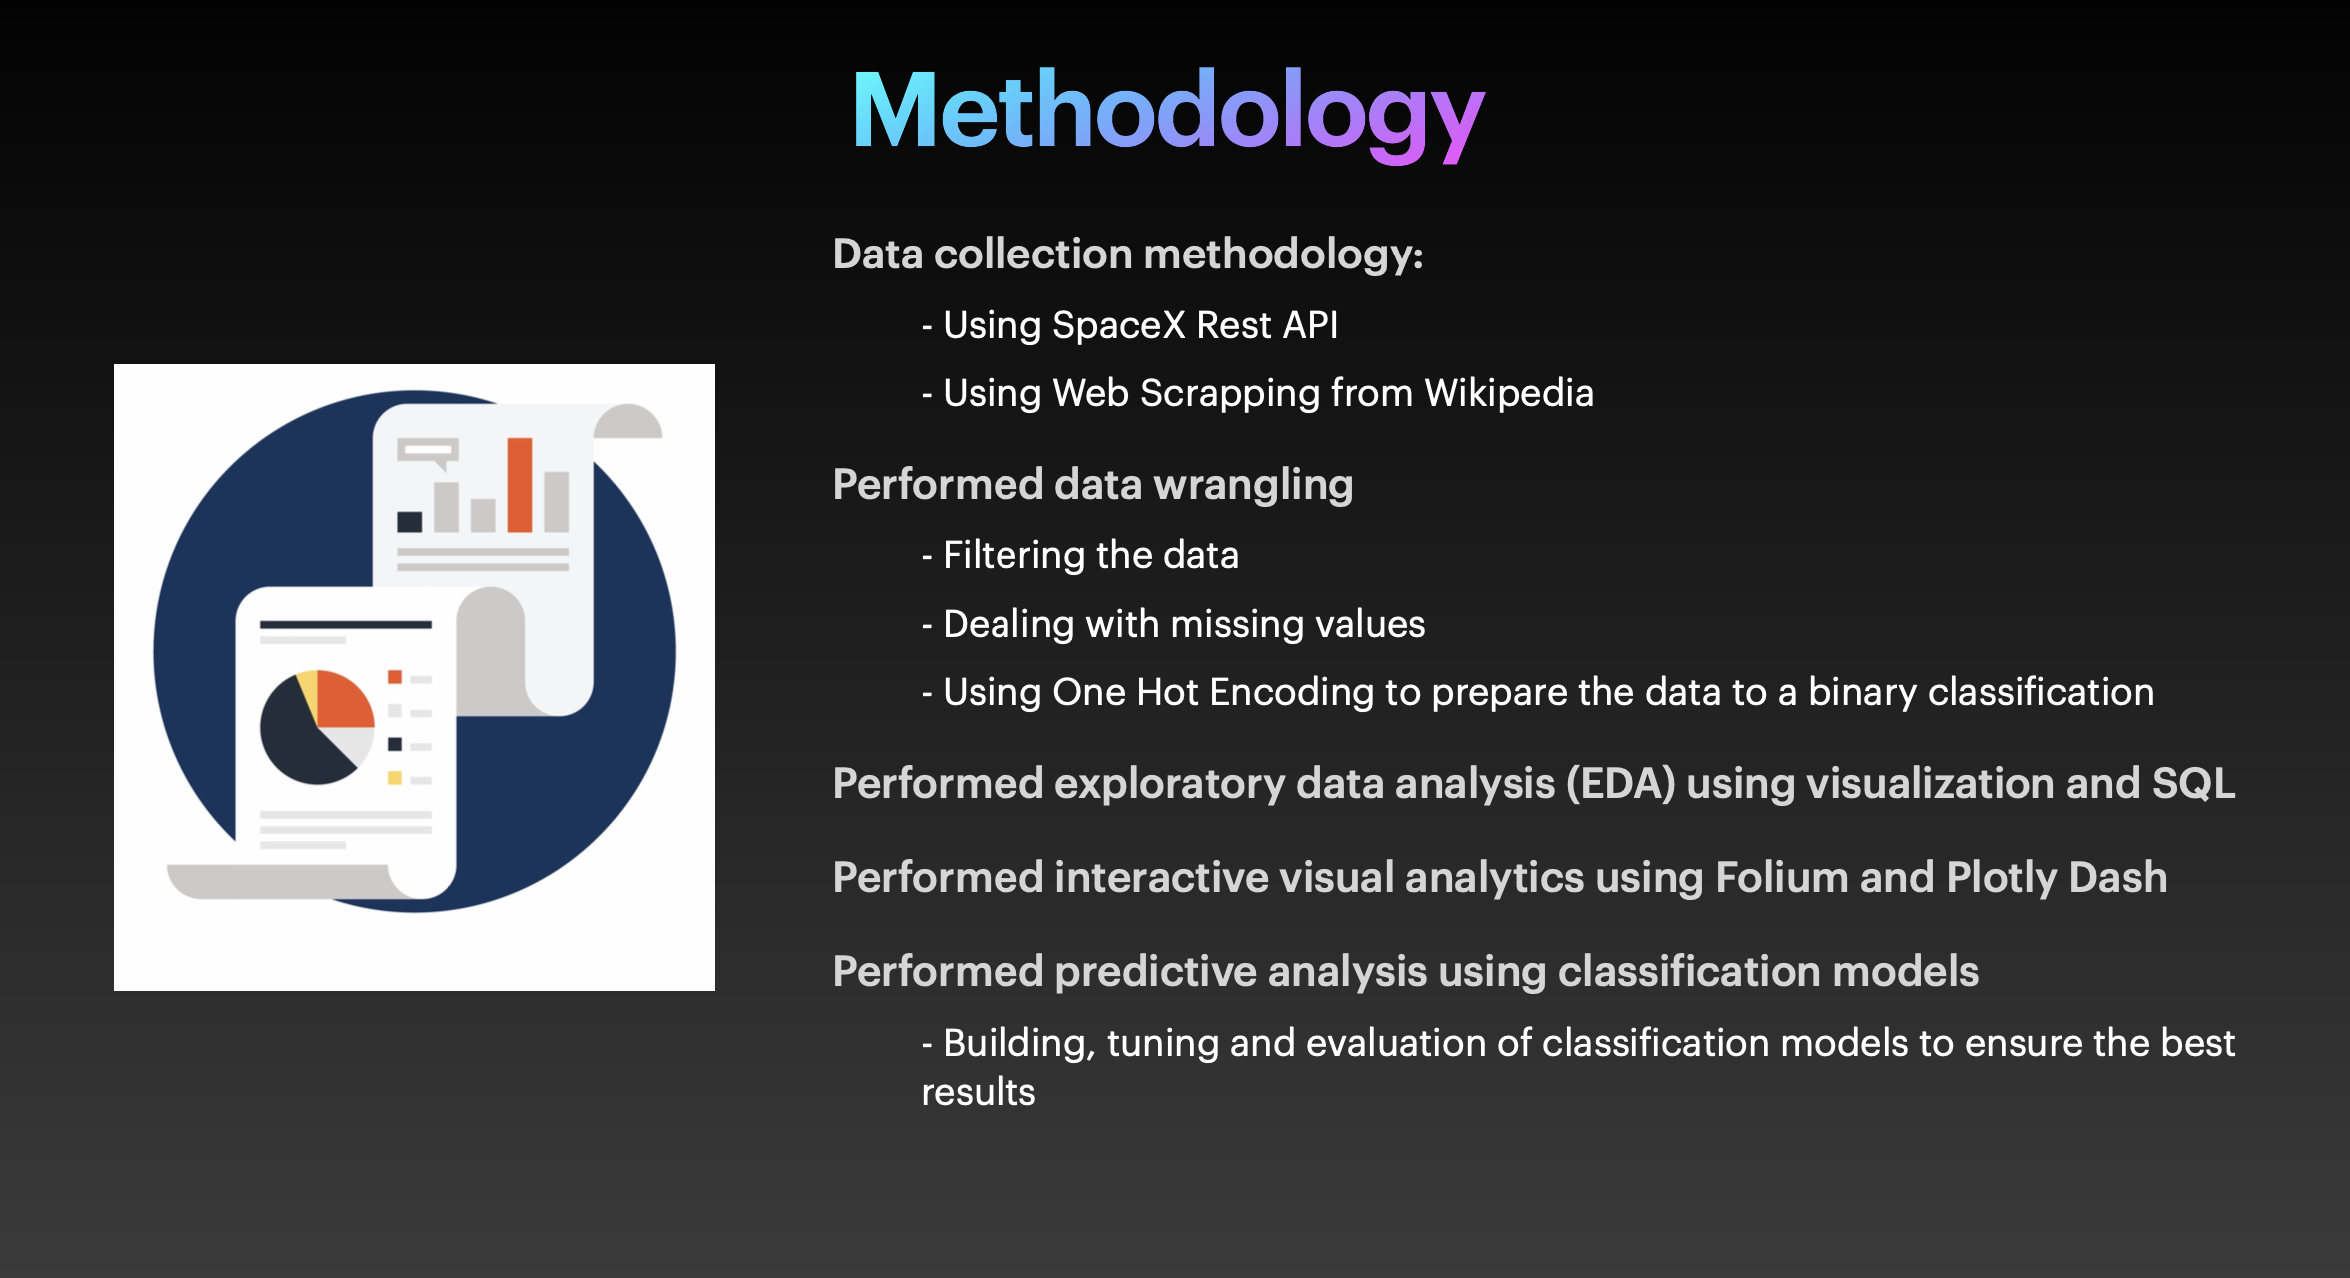 Methodology
Data collection methodology:
- Using SpaceX Rest API
- Using Web Scrapping from Wikipedia
Performed data wrangling
- Filtering the data
- Dealing with missing values
- Using One Hot Encoding to prepare the data to a binary classification
Performed exploratory data analysis (EDA) using visualization and SQL
Performed interactive visual analytics using Folium and Plotly Dash
Performed predictive analysis using classification models
- Building, tuning and evaluation of classification models to ensure the best
results